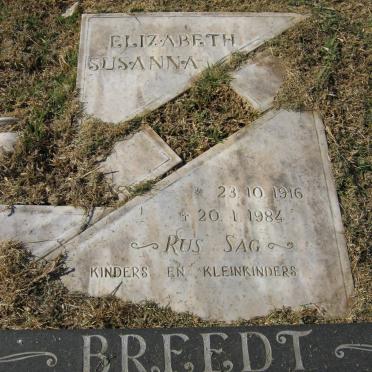 ELIZABETH
SUSANNA
* 23.10.1916
+ 20.1.1984
RUS SAG
KINDERS EN KLEINKINDERS
BREEDT